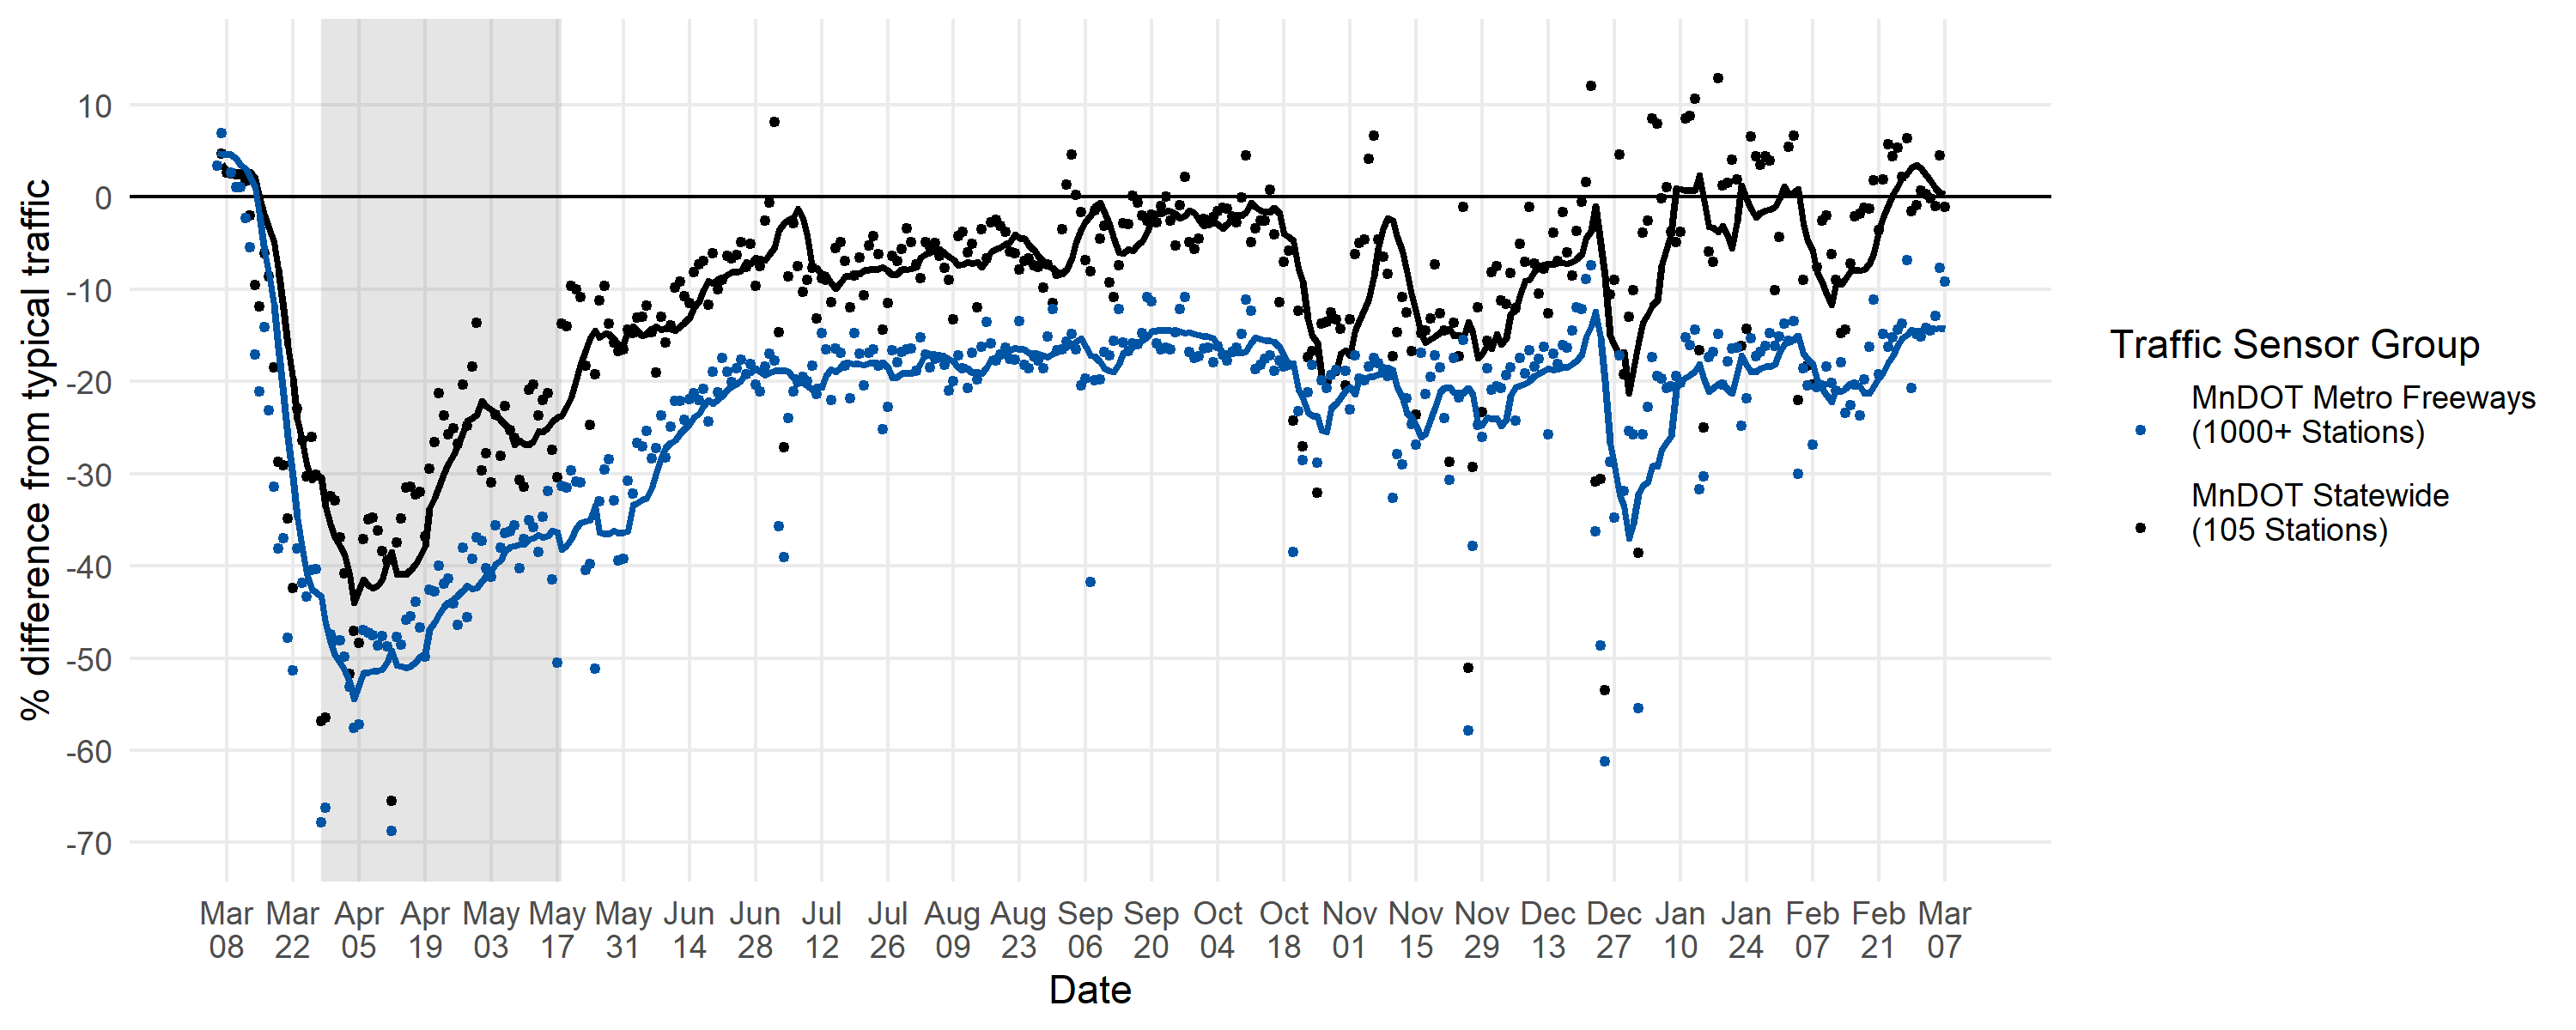 % difference from typical traffic
10
0
-10
-20
-30
-40
-50
-60
-70
Mar Mar Apr Apr May May May Jun Jun Jul Jul Aug Aug Sep Sep Oct Oct Nov Nov Nov Dec Dec Jan Jan Feb Feb Mar
08 22 05 19 03 17 31 14 28 12 26 09 23 06 20 04 18 01 15 29 13 27 10 24 07 21 07
Date
Traffic Sensor Group
MnDOT Metro Freeways
(1000+ Stations)
MnDOT Statewide
(105 Stations)